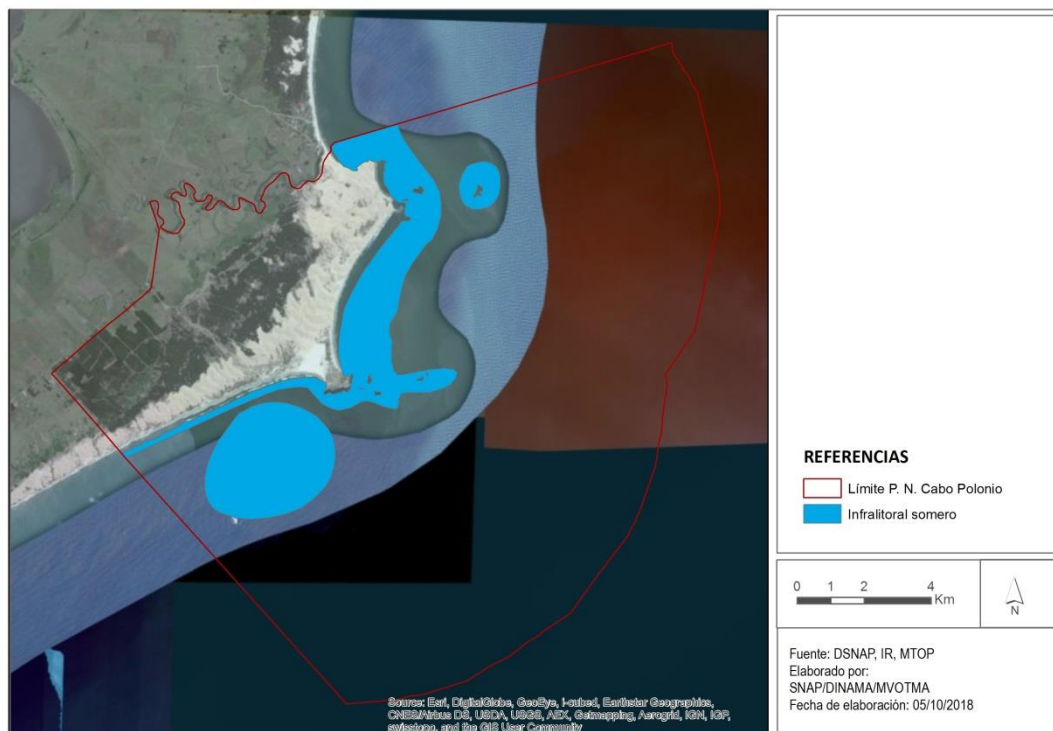 REFERENCIAS
Límite P. N. Cabo Polonio
Infralitoral somero
0 1 2 4
Km
N
Fuente: DSNAP, IR, MTOP
Elaborado por:
SNAP/DINAMA/MVOTMA
Fecha de elaboración: 05/10/2018
Source: Esri, DigitalGlobe, GeoEye, i-cubed, Earthstar Geographics,
CNES/Airbus DS, USDA, USGS, AEX, Getmapping, Aerogrid, IGN, IGP,
swisstopo, and the GIS User Community